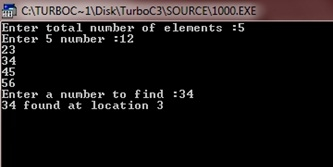 C:\TURBOC~1\Disk\TurboC3\SOURCE\1000.EXE
Enter total number of elements :5
Enter 5 number :12
23
34
45
56
Enter a number to find :34
34 found at location 3